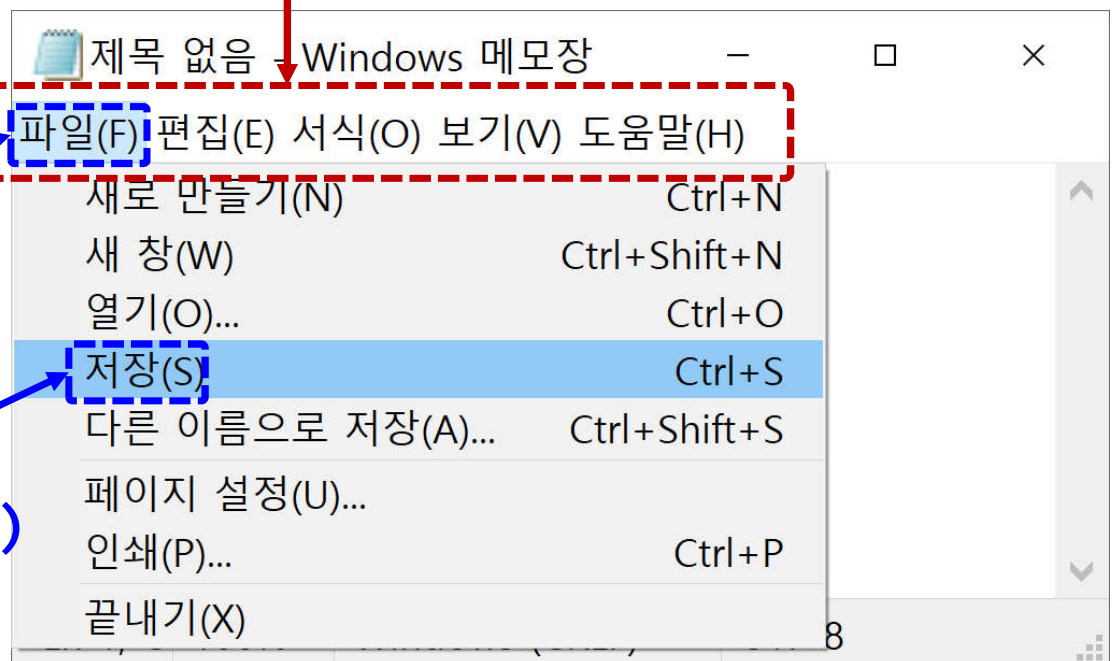 제목 없음 - Windows 메모장
파일(F) 편집(E) 서식(O) 보기(V) 도움말(H)
새로 만들기(N) Ctrl+N
새 창(W) Ctrl+Shift+N
열기(O)... Ctrl+O
저장(S) Ctrl+S
다른 이름으로 저장(A)... Ctrl+Shift+S
페이지 설정(U)...
)
인쇄(P)... Ctrl+P
끝내기(X)
8